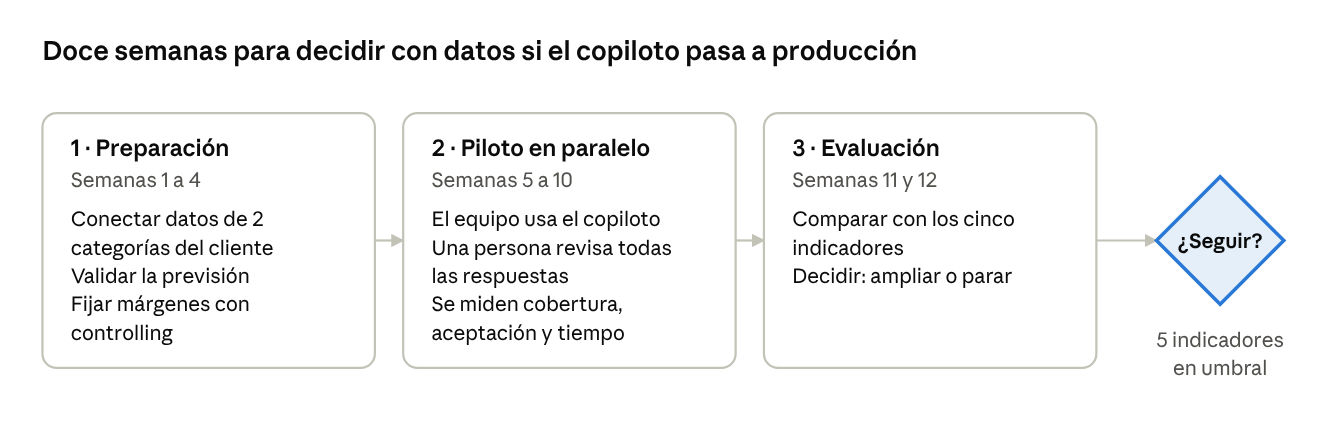 Doce semanas para decidir con datos si el copiloto pasa a producción
1 · Preparación
Semanas 1 a 4
Conectar datos de 2
categorías del cliente
Validar la previsión
Fijar márgenes con
controlling
2 · Piloto en paralelo
Semanas 5 a 10
El equipo usa el copiloto
Una persona revisa todas
las respuestas
Se miden cobertura,
aceptación y tiempo
3 · Evaluación
Semanas 11 y 12
Comparar con los cinco
indicadores
Decidir: ampliar o parar
¿Seguir?
5 indicadores
en umbral